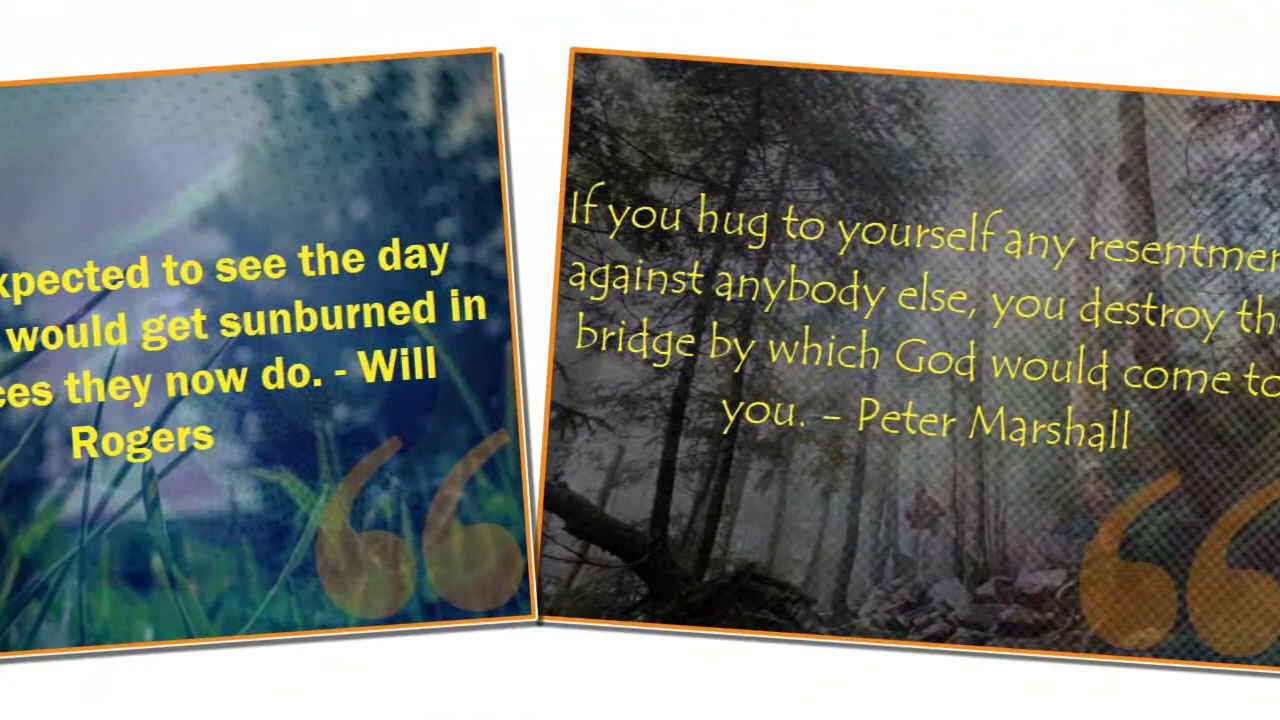 xpected to see the day
would get sunburned in
ces they now do. - Will
Rogers
If you hug to yourself any resentmen
against anybody else, you destroy th
bridge by which God would come to
you. – Peter Marshall